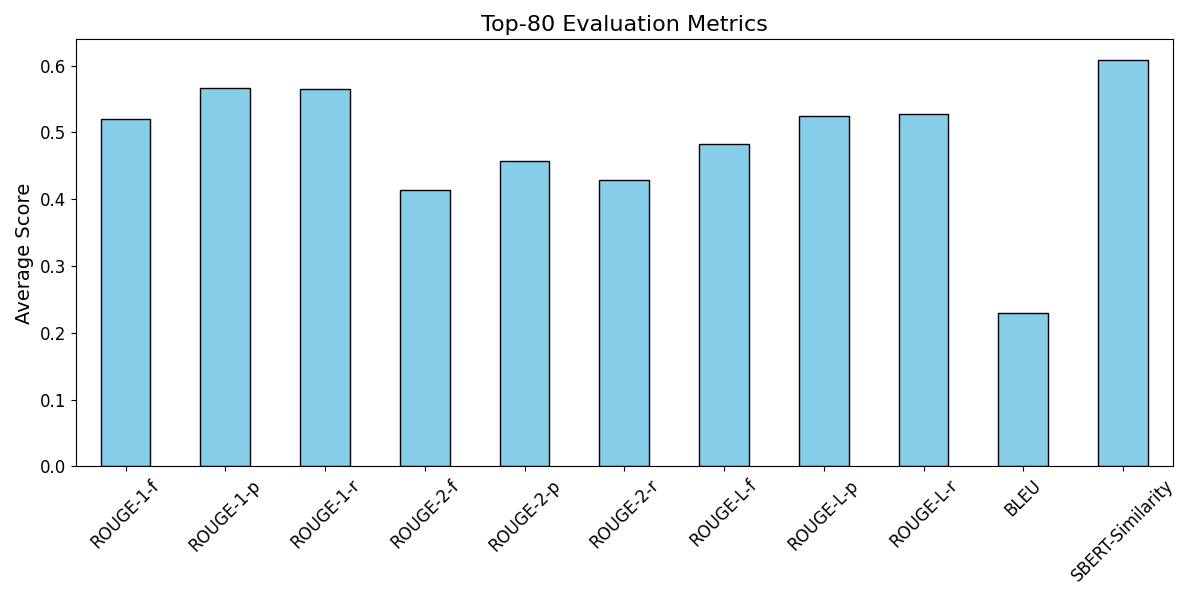 Top-80 Evaluation Metrics
Average Score
0.6
0.5
0.4
0.3
0.2
0.1
0.0
ROUGE-1-f
ROUGE-1-p
ROUGE-1-r
ROUGE-2-f
ROUGE-2-p
ROUGE-2-r
ROUGE-L-f
ROUGE-L-p
ROUGE-L-r
BLEU
SBERT-Similarity